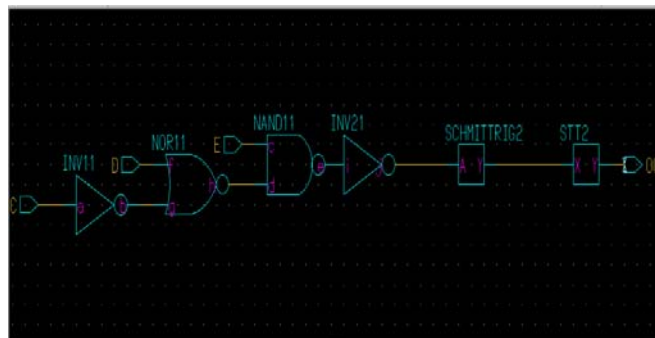 NAND11 INV21
SCHMITTRIG2 STT2
NOR11 E c
INV11 D f e i A Y X Y
h d
C a b g